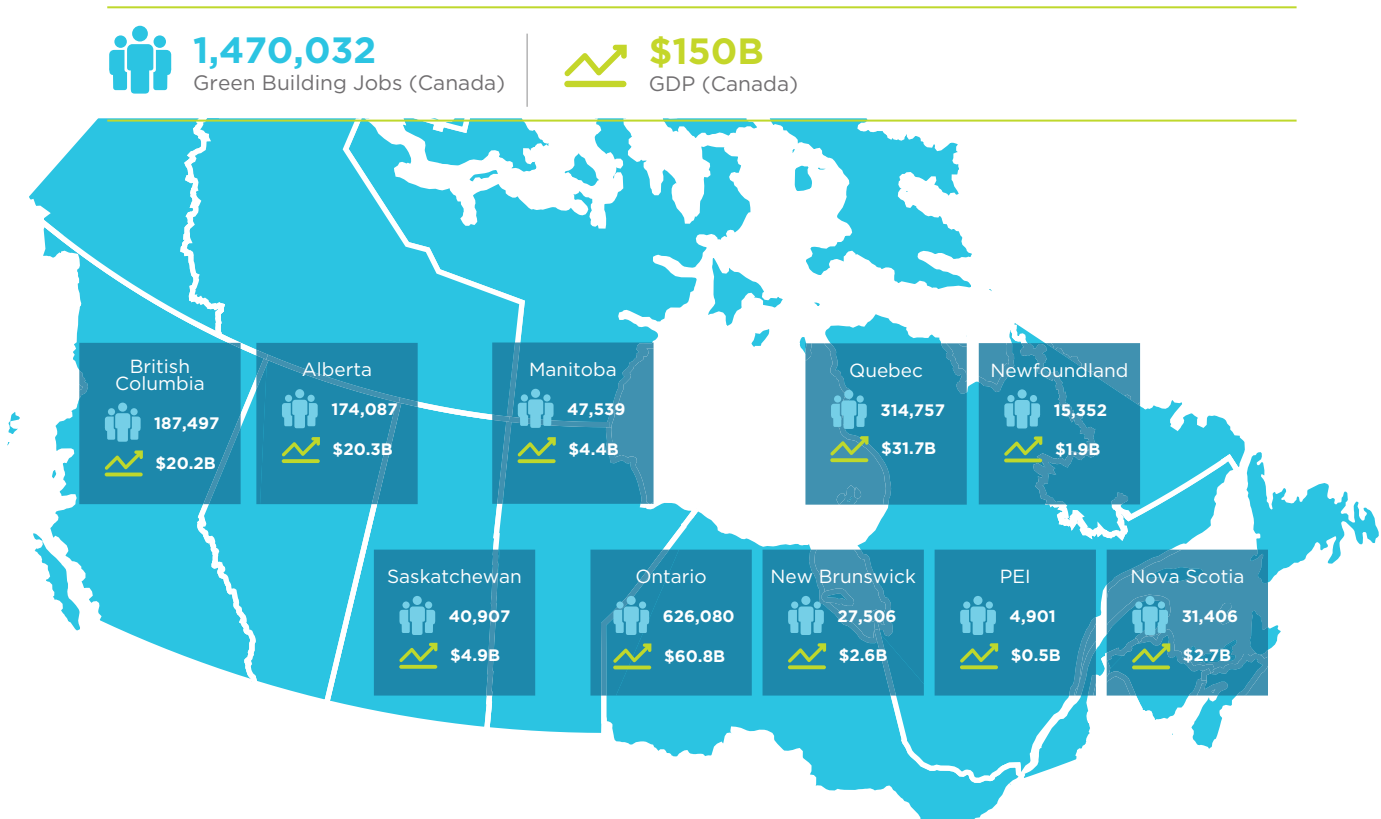 1,470,032
Green Building Jobs (Canada)
$150B
GDP (Canada)
British
Columbia
187,497
$20.2B
Alberta
174,087
$20.3B
Manitoba
47,539
$4.4B
Quebec
314,757
$31.7B
Newfoundland
15,352
$1.9B
Saskatchewan
40,907
$4.9B
Ontario
626,080
$60.8B
New Brunswick
27,506
$2.6B
PEI
4,901
$0.5B
Nova Scotia
31,406
$2.7B